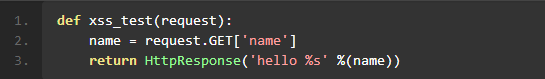 1. def xss_test(request):
2.     name = request.GET['name']
3.     return HttpResponse('hello %s' %(name))